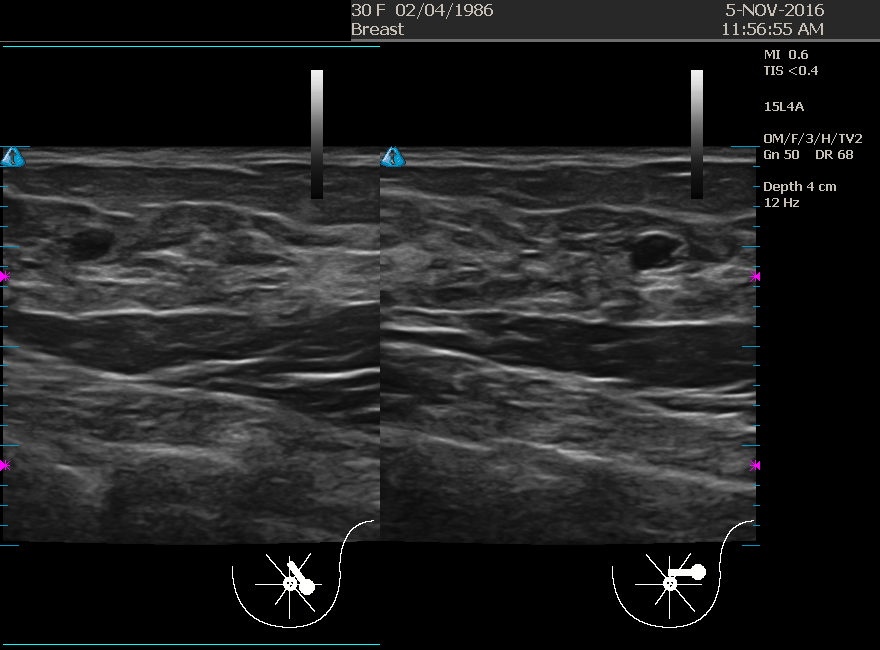 30 F 02/04/1986 5-NOV-2016
Breast 11:56:55 AM
MI 0.6
TIS <0.4
15L4A
OM/F/3/H/TV2
Gn 50 DR 68
Depth 4 cm
12 Hz